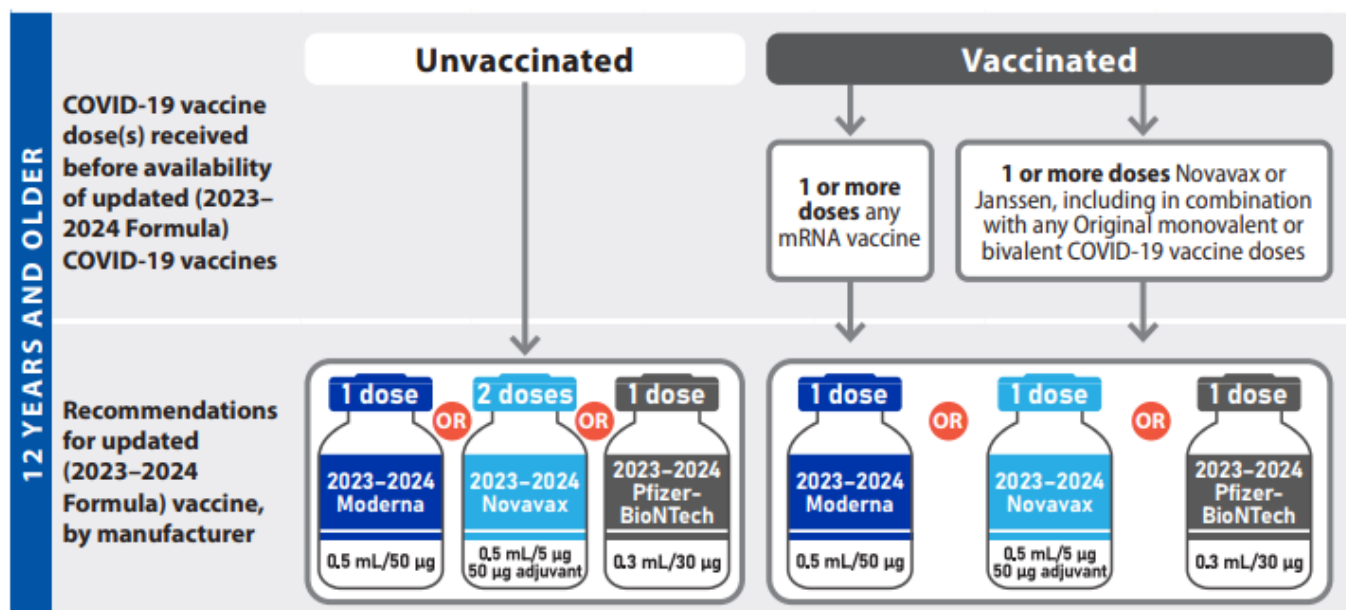 12 YEARS AND OLDER
Unvaccinated
Vaccinated
COVID-19 vaccine
dose(s) received
before availability
of updated (2023–
2024 Formula)
COVID-19 vaccines
1 or more
doses any
mRNA vaccine
1 or more doses Novavax or
Janssen, including in combination
with any Original monovalent or
bivalent COVID-19 vaccine doses
Recommendations
for updated
(2023–2024
Formula) vaccine,
by manufacturer
1 dose
2023–2024
Moderna
0.5 mL/50 µg
OR
2 doses
2023–2024
Novavax
0.5 mL/5 µg
50 µg adjuvant
OR
1 dose
2023–2024
Pfizer-
BioNTech
0.3 mL/30 µg
1 dose
2023–2024
Moderna
0.5 mL/50 µg
OR
1 dose
2023–2024
Novavax
0.5 mL/5 µg
50 µg adjuvant
OR
1 dose
2023–2024
Pfizer-
BioNTech
0.3 mL/30 µg